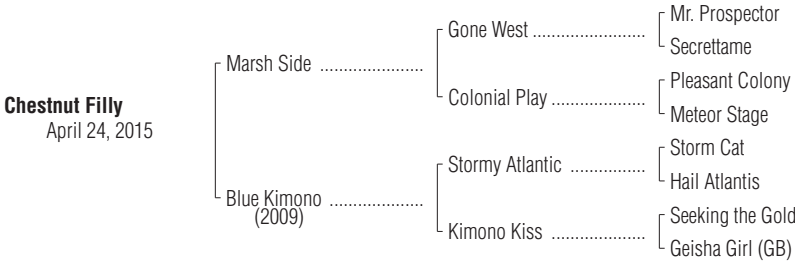 Chestnut Filly
April 24, 2015
Marsh Side ......................
Blue Kimono ....................
(2009)
Gone West ........................
Colonial Play ....................
Stormy Atlantic ................
Kimono Kiss ....................
Mr. Prospector
Secrettame
Pleasant Colony
Meteor Stage
Storm Cat
Hail Atlantis
Seeking the Gold
Geisha Girl (GB)